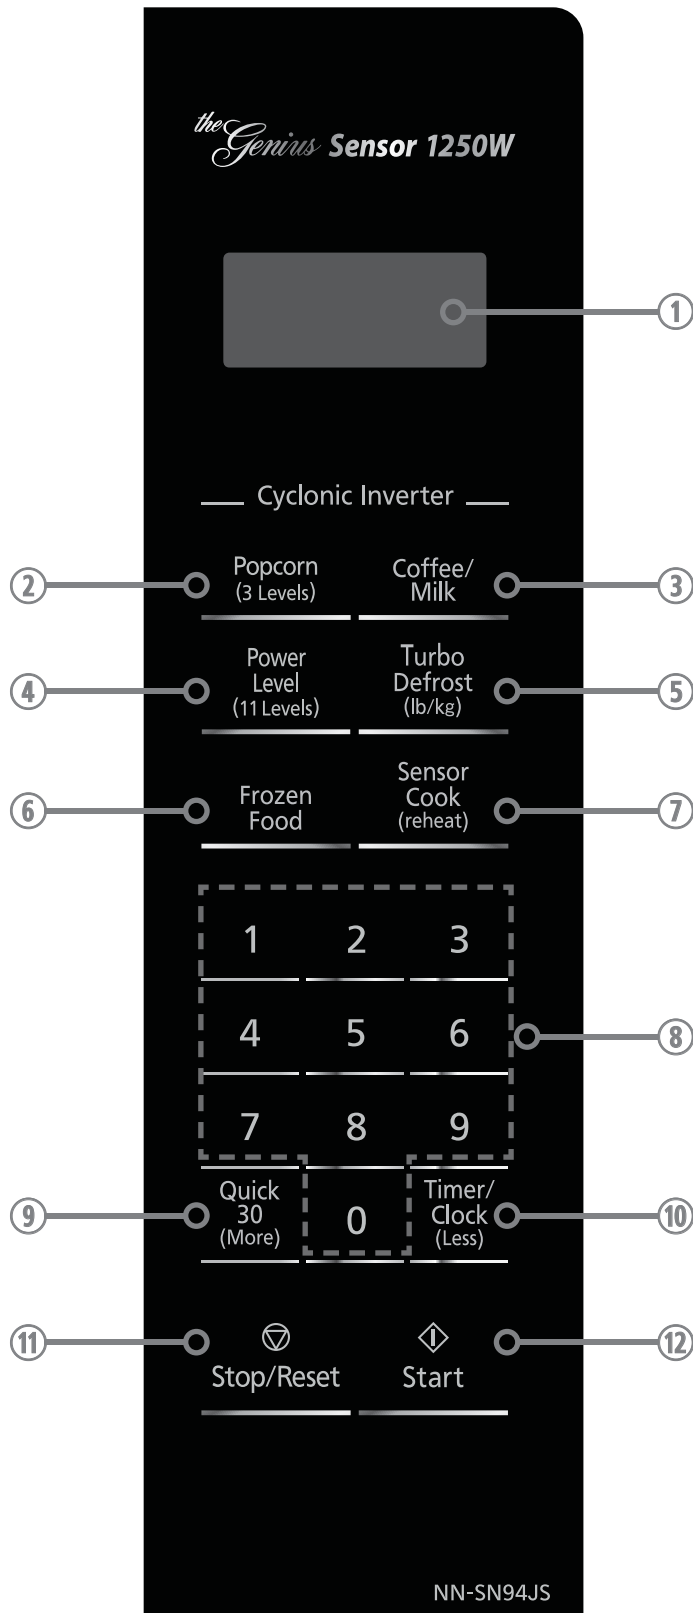 the Genius Sensor 1250W
①
Cyclonic Inverter
②
Popcorn
(3 Levels)
Coffee/
Milk
③
④
Power
Level
(11 Levels)
Turbo
Defrost
(lb/kg)
⑤
⑥
Frozen
Food
Sensor
Cook
(reheat)
⑦
1 2 3
4 5 6
⑧
7 8 9
⑨
Quick
30
(More)
0
Timer/
Clock
(Less)
⑩
⑪
Stop/Reset
Start
⑫
NN-SN94JS